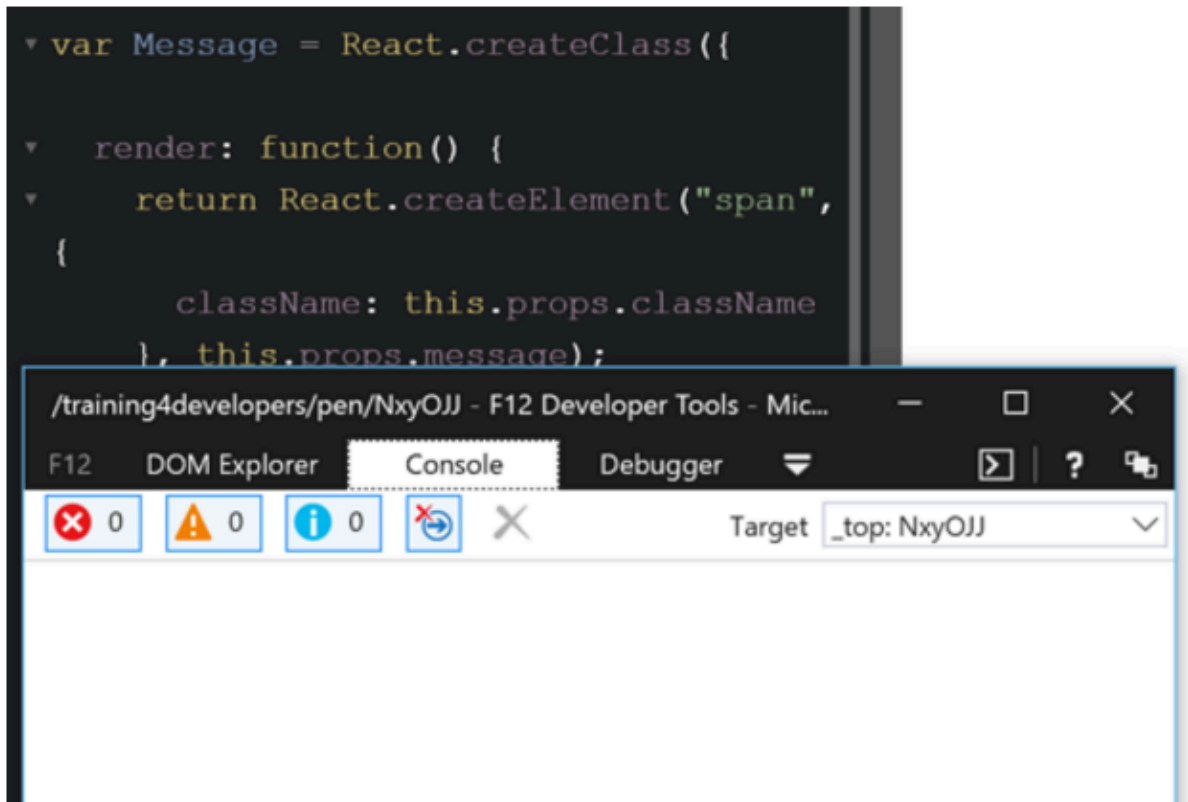 var Message = React.createClass({
render: function() {
return React.createElement("span",
{
className: this.props.className
}, this.props.message);
/training4developers/pen/NxyOJJ - F12 Developer Tools - Mic...
F12 DOM Explorer Console Debugger ?
0 0 0 Target _top: NxyOJJ